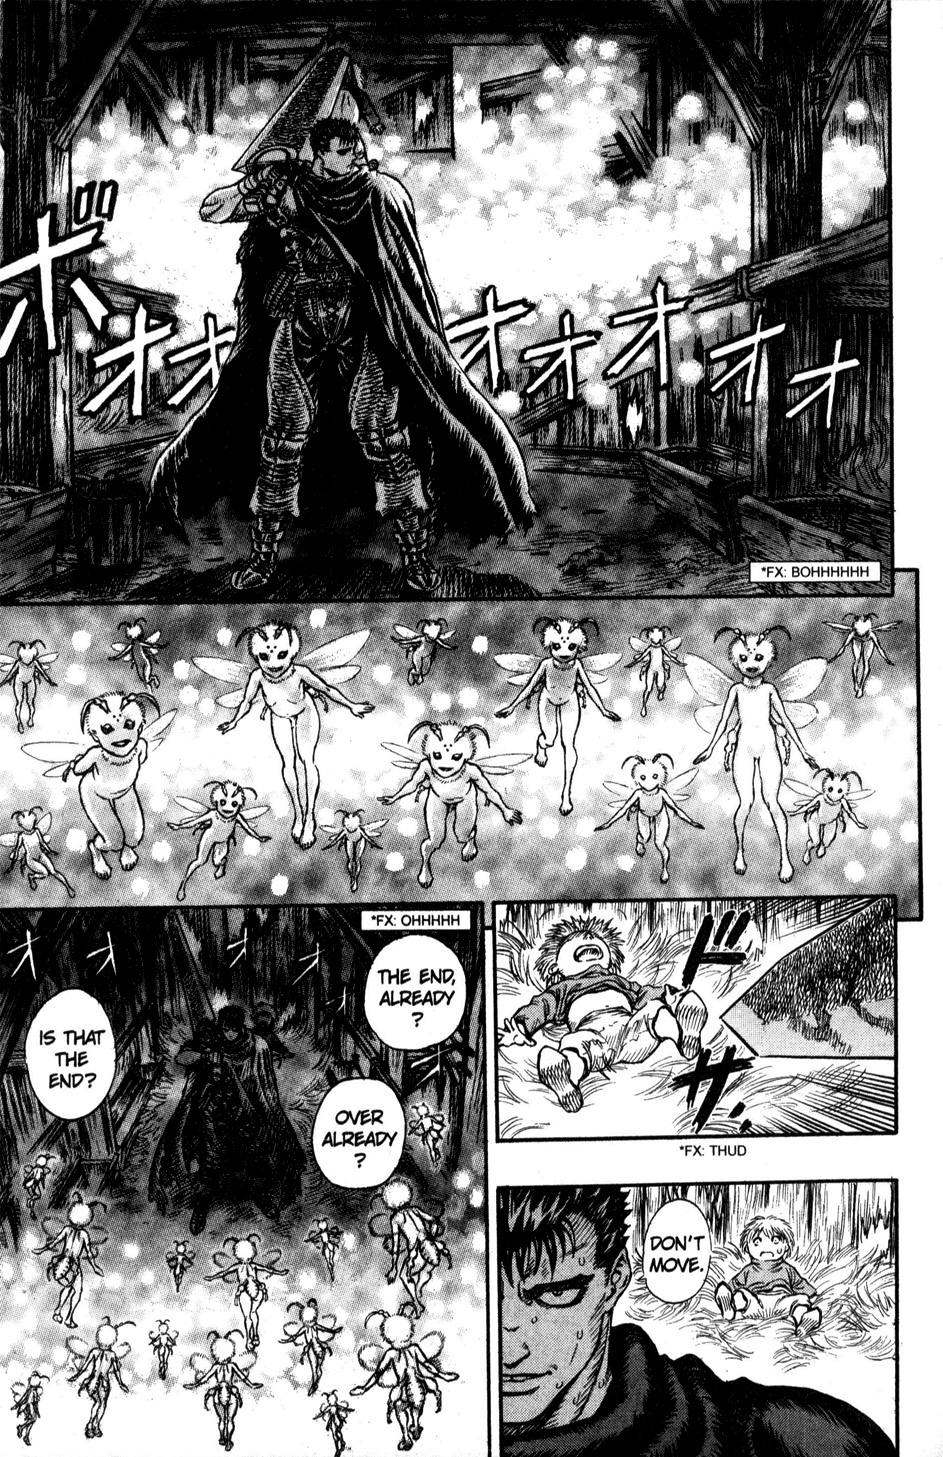 ボオオオオオオオ
*FX: BOHHHHHH
*FX: OHHHHH
オオオオオ
THE END,
ALREADY
?
IS THAT
THE
END?
OVER
ALREADY
?
ドサ
*FX: THUD
DON'T
MOVE.